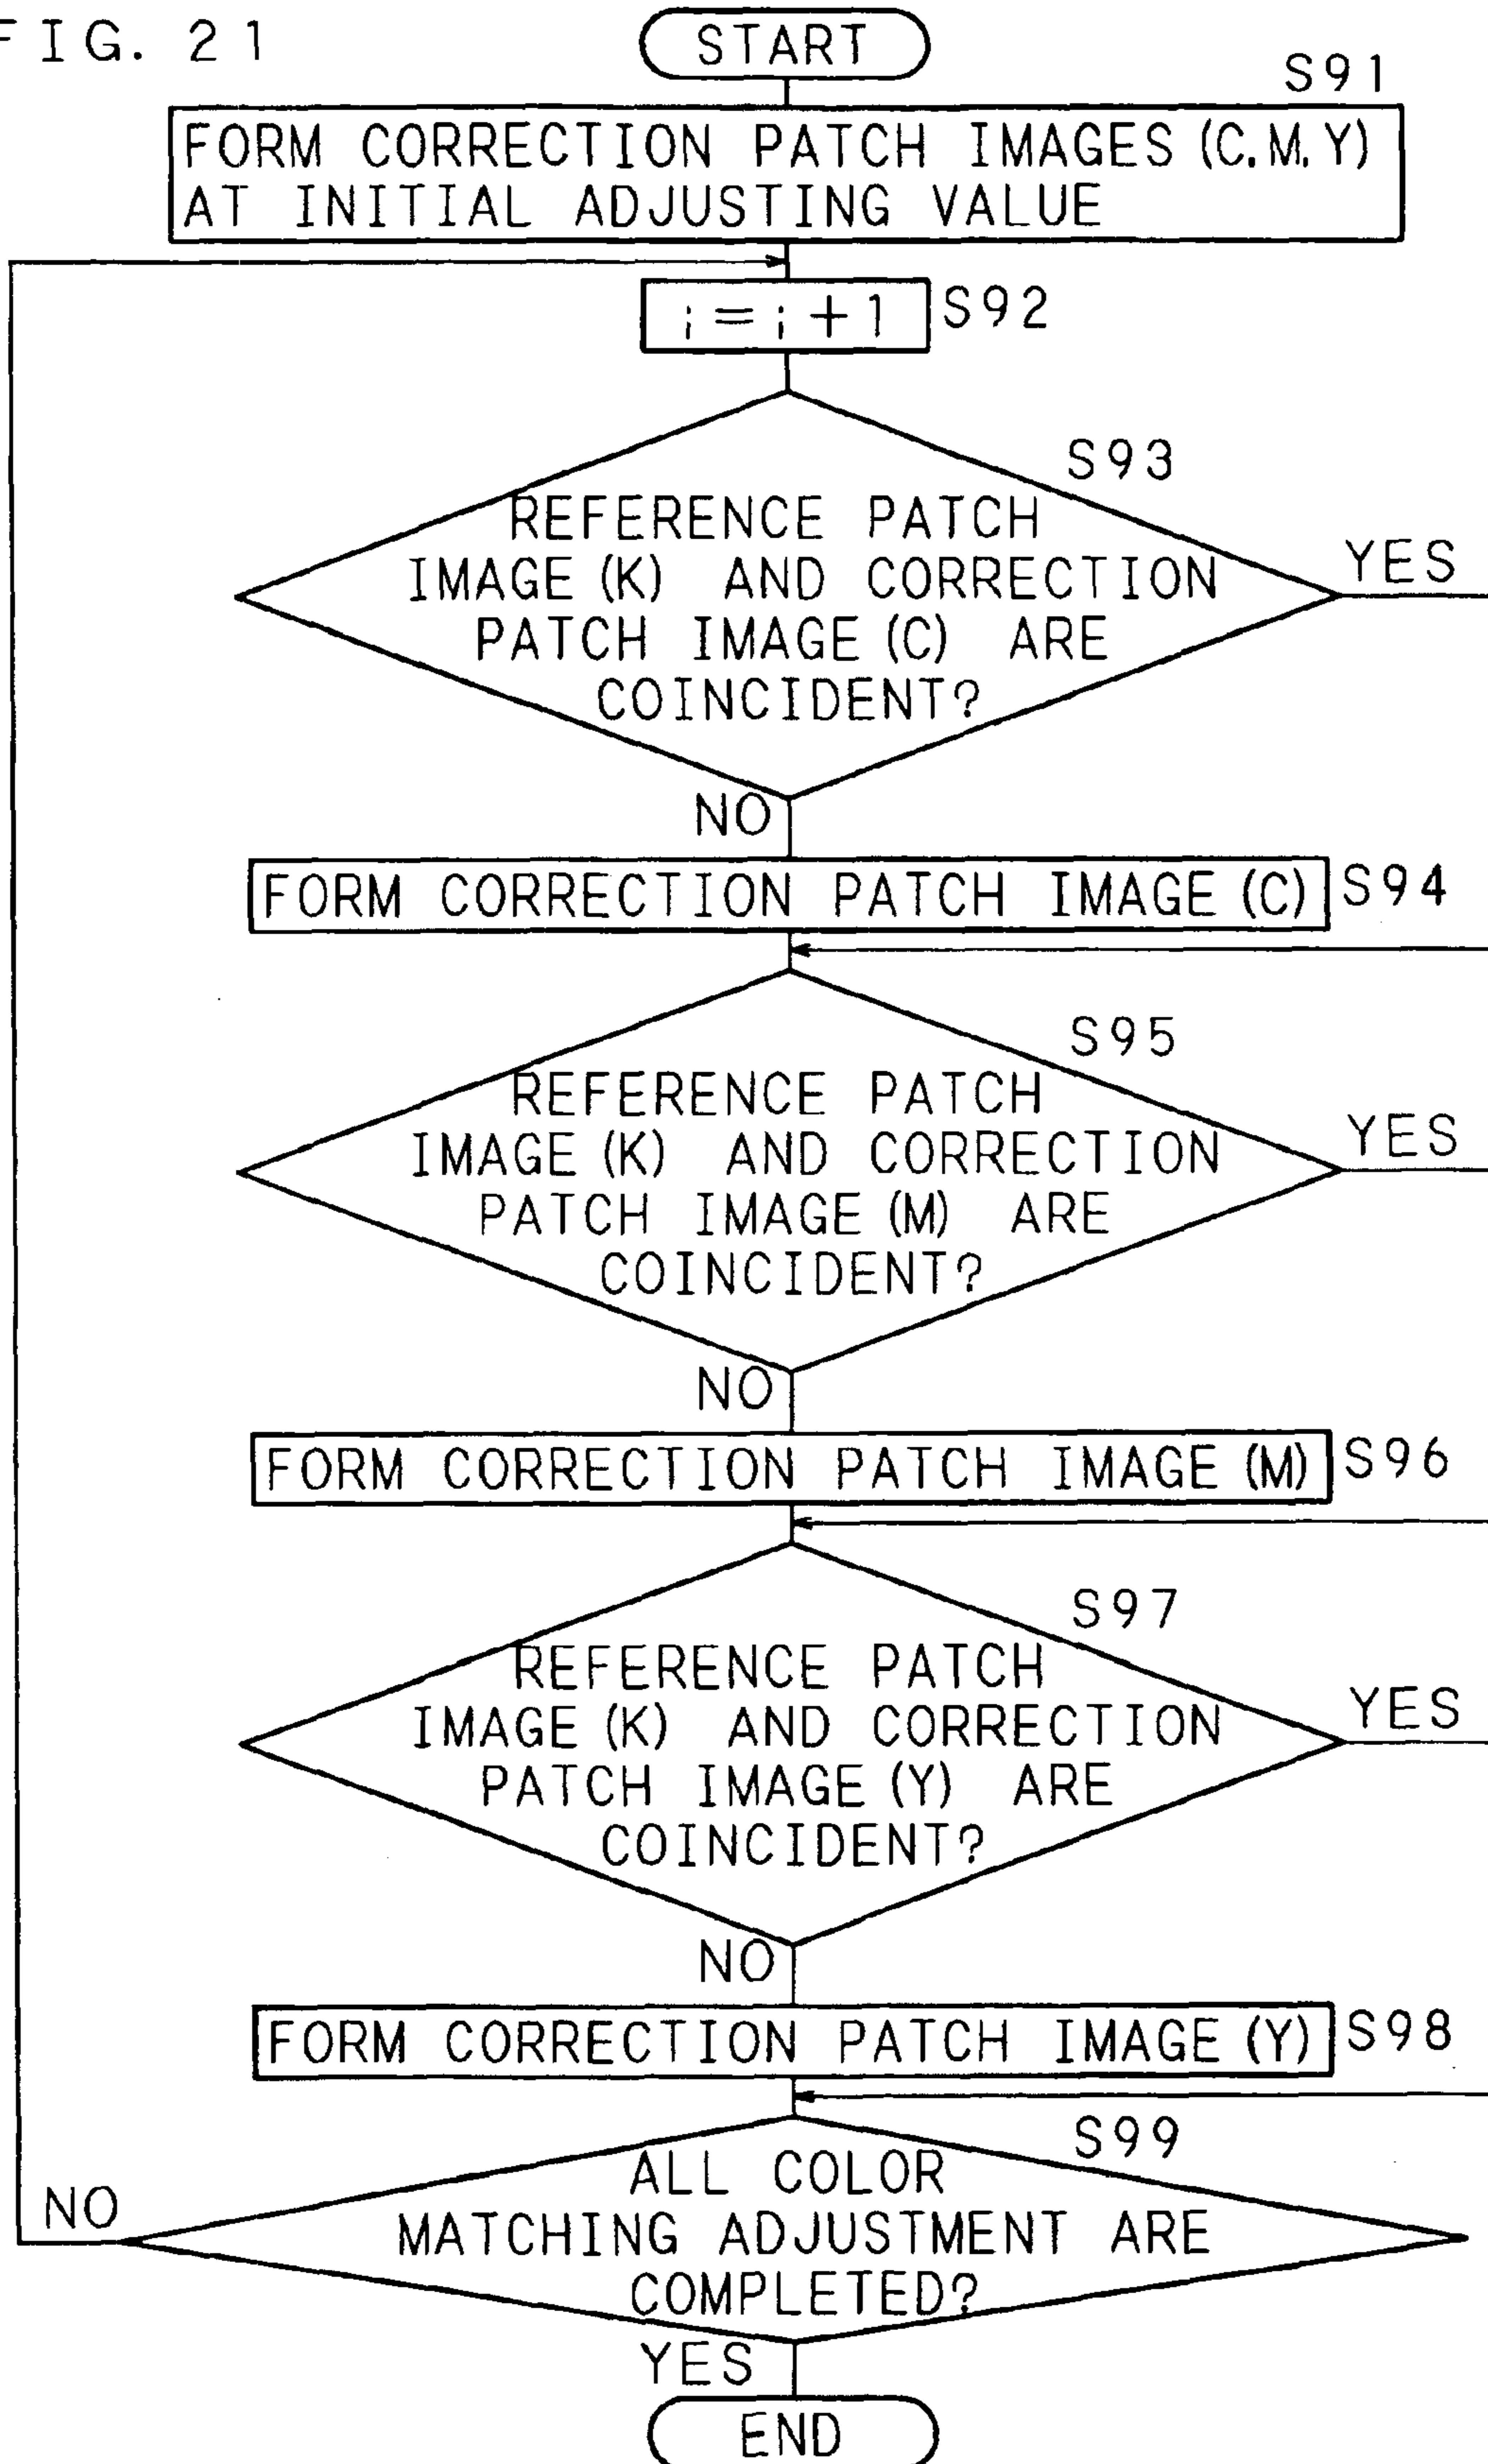 FIG. 21
START
S91
FORM CORRECTION PATCH IMAGES (C.M.Y)
AT INITIAL ADJUSTING VALUE
i=i+1
S92
S93
REFERENCE PATCH
IMAGE (K) AND CORRECTION
PATCH IMAGE (C) ARE
COINCIDENT?
YES
NO
FORM CORRECTION PATCH IMAGE (C)
S94
S95
REFERENCE PATCH
IMAGE (K) AND CORRECTION
PATCH IMAGE (M) ARE
COINCIDENT?
YES
NO
FORM CORRECTION PATCH IMAGE (M)
S96
S97
REFERENCE PATCH
IMAGE (K) AND CORRECTION
PATCH IMAGE (Y) ARE
COINCIDENT?
YES
NO
FORM CORRECTION PATCH IMAGE (Y)
S98
S99
ALL COLOR
MATCHING ADJUSTMENT ARE
COMPLETED?
NO
YES
END